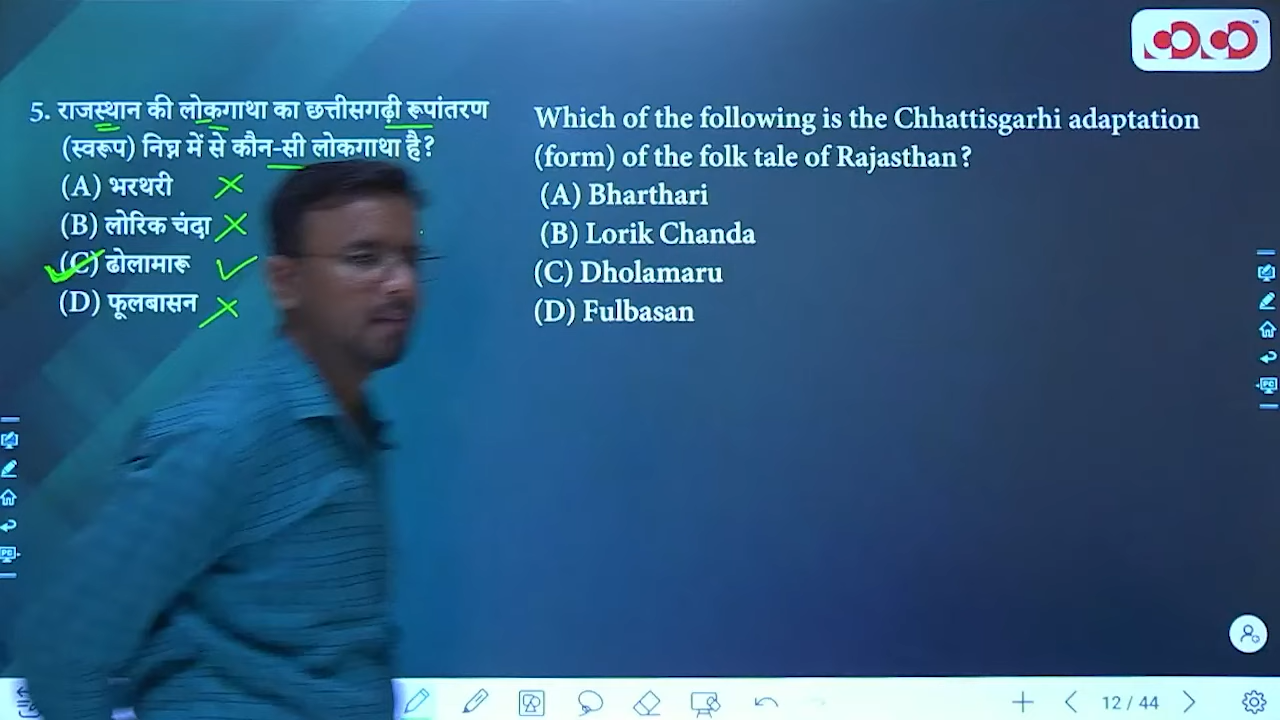 5. राजस्थान की लोकगाथा का छत्तीसगढ़ी रूपांतरण
(स्वरूप) निम्न में से कौन-सी लोकगाथा है?
(A) भरथरी
(B) लोरिक चंदा
(C) ढोलामारू
(D) फूलबासन
Which of the following is the Chhattisgarhi adaptation
(form) of the folk tale of Rajasthan?
(A) Bharthari
(B) Lorik Chanda
(C) Dholamaru
(D) Fulbasan
12 / 44